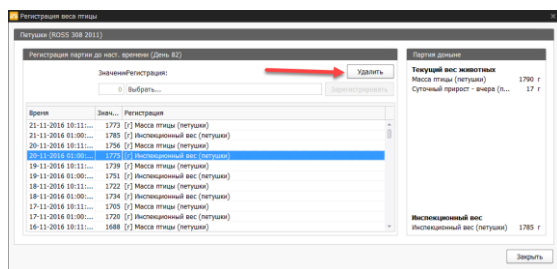 Регистрация веса птицы
Петушки (ROSS 308 2011)
Регистрация партии до наст. времени (День 82)
ЗначениРегистрация:
Удалить
0 Выбрать...
Зарегистрировать
Время Знач... Регистрация
21-11-2016 10:11:... 1773 [г] Масса птицы (петушки)
21-11-2016 01:00:... 1785 [г] Инспекционный вес (петушки)
20-11-2016 10:11:... 1756 [г] Масса птицы (петушки)
20-11-2016 01:00:... 1775 [г] Инспекционный вес (петушки)
19-11-2016 10:11:... 1739 [г] Масса птицы (петушки)
19-11-2016 01:00:... 1751 [г] Инспекционный вес (петушки)
18-11-2016 10:11:... 1722 [г] Масса птицы (петушки)
18-11-2016 01:00:... 1734 [г] Инспекционный вес (петушки)
17-11-2016 10:11:... 1705 [г] Масса птицы (петушки)
17-11-2016 01:00:... 1720 [г] Инспекционный вес (петушки)
16-11-2016 10:11:... 1688 [г] Масса птицы (петушки)
Партия доныне
Текущий вес животных
Масса птицы (петушки) 1790 г
Суточный прирост - вчера (п... 17 г
Инспекционный вес
Инспекционный вес (петушки) 1785 г
Закрыть